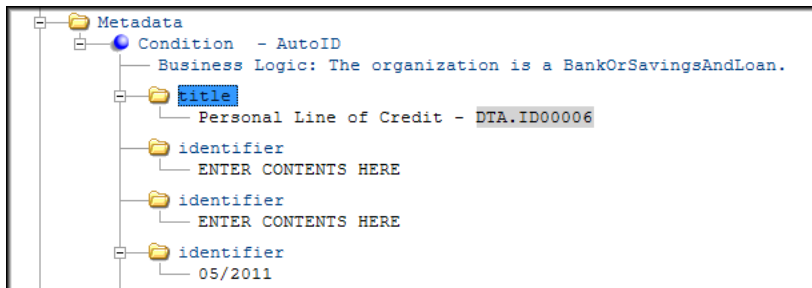 Metadata
Condition - AutoID
Business Logic: The organization is a BankOrSavingsAndLoan.
title
Personal Line of Credit - DTA.ID00006
identifier
ENTER CONTENTS HERE
identifier
ENTER CONTENTS HERE
identifier
05/2011